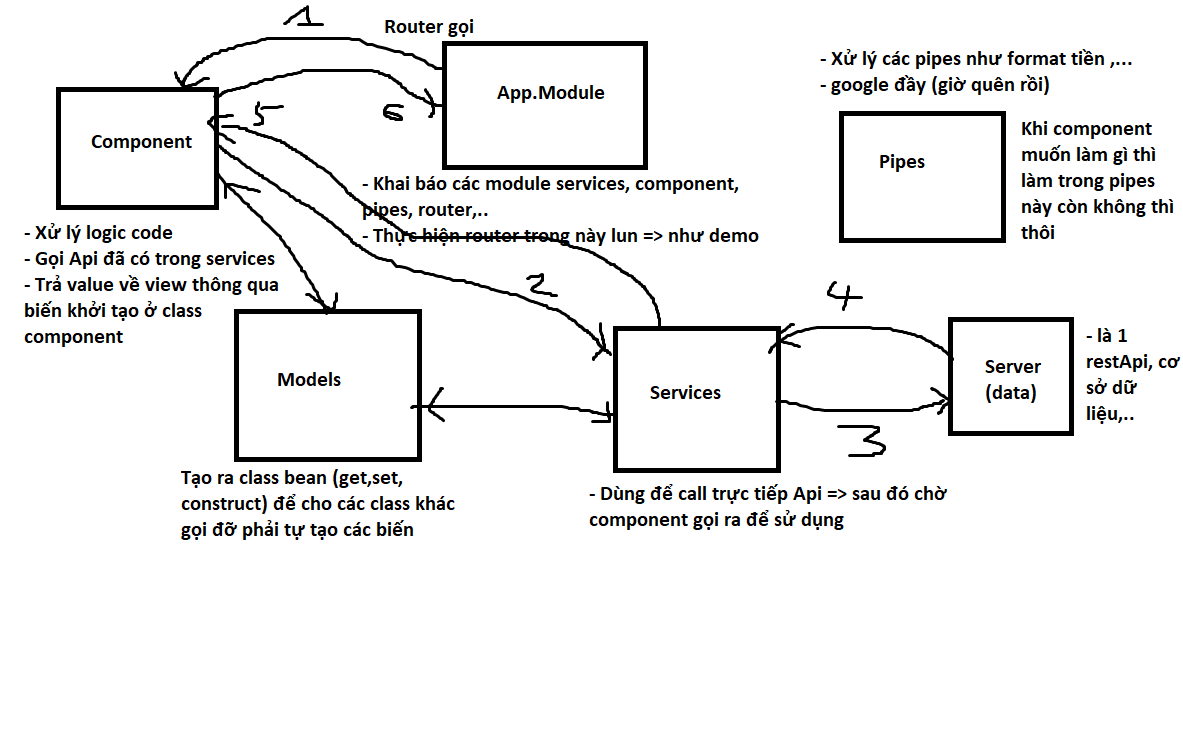 1
Router gọi
App.Module
- Xử lý các pipes như format tiền ,...
- google đầy (giờ quên rồi)
5
6
Component
Pipes
Khi component
muốn làm gì thì
làm trong pipes
này còn không thì
thôi
- Khai báo các module services, component,
pipes, router,..
- Thực hiện router trong này lun => như demo
- Xử lý logic code
- Gọi Api đã có trong services
- Trả value về view thông qua
biến khởi tạo ở class
component
2
4
Models
Services
Server
(data)
- là 1
restApi, cơ
sở dữ
liệu,..
3
Tạo ra class bean (get,set,
construct) để cho các class khác
gọi đỡ phải tự tạo các biến
- Dùng để call trực tiếp Api => sau đó chờ
component gọi ra để sử dụng